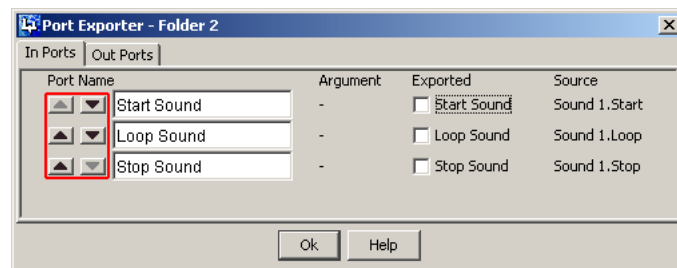 Port Exporter - Folder 2
In Ports Out Ports
Port Name Argument Exported Source
Start Sound - Start Sound Sound 1.Start
Loop Sound - Loop Sound Sound 1.Loop
Stop Sound - Stop Sound Sound 1.Stop
Ok Help